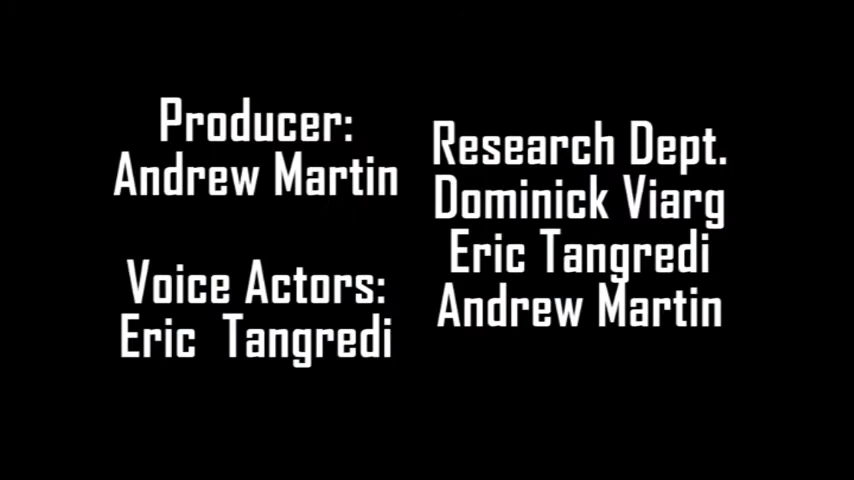 Producer:
Andrew Martin
Voice Actors:
Eric Tangredi
Research Dept.
Dominick Viarg
Eric Tangredi
Andrew Martin